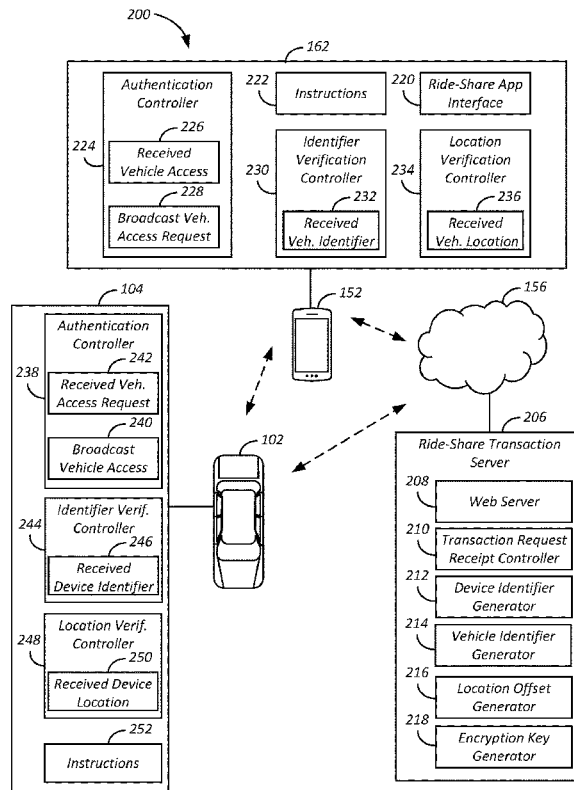 200
162
Authentication
Controller
226
224
Received
Vehicle Access
228
Broadcast Veh.
Access Request
222
Instructions
220
Ride-Share App
Interface
Identifier
Verification
Controller
230
232
Received
Veh. Identifier
Location
Verification
Controller
234
236
Received
Veh. Location
152
156
104
Authentication
Controller
242
238
Received Veh.
Access Request
240
Broadcast
Vehicle Access
Identifier Verif.
Controller
244
246
Received
Device Identifier
Location Verif.
Controller
248
250
Received Device
Location
252
Instructions
102
206
Ride-Share Transaction
Server
208
Web Server
210
Transaction Request
Receipt Controller
212
Device Identifier
Generator
214
Vehicle Identifier
Generator
216
Location Offset
Generator
218
Encryption Key
Generator